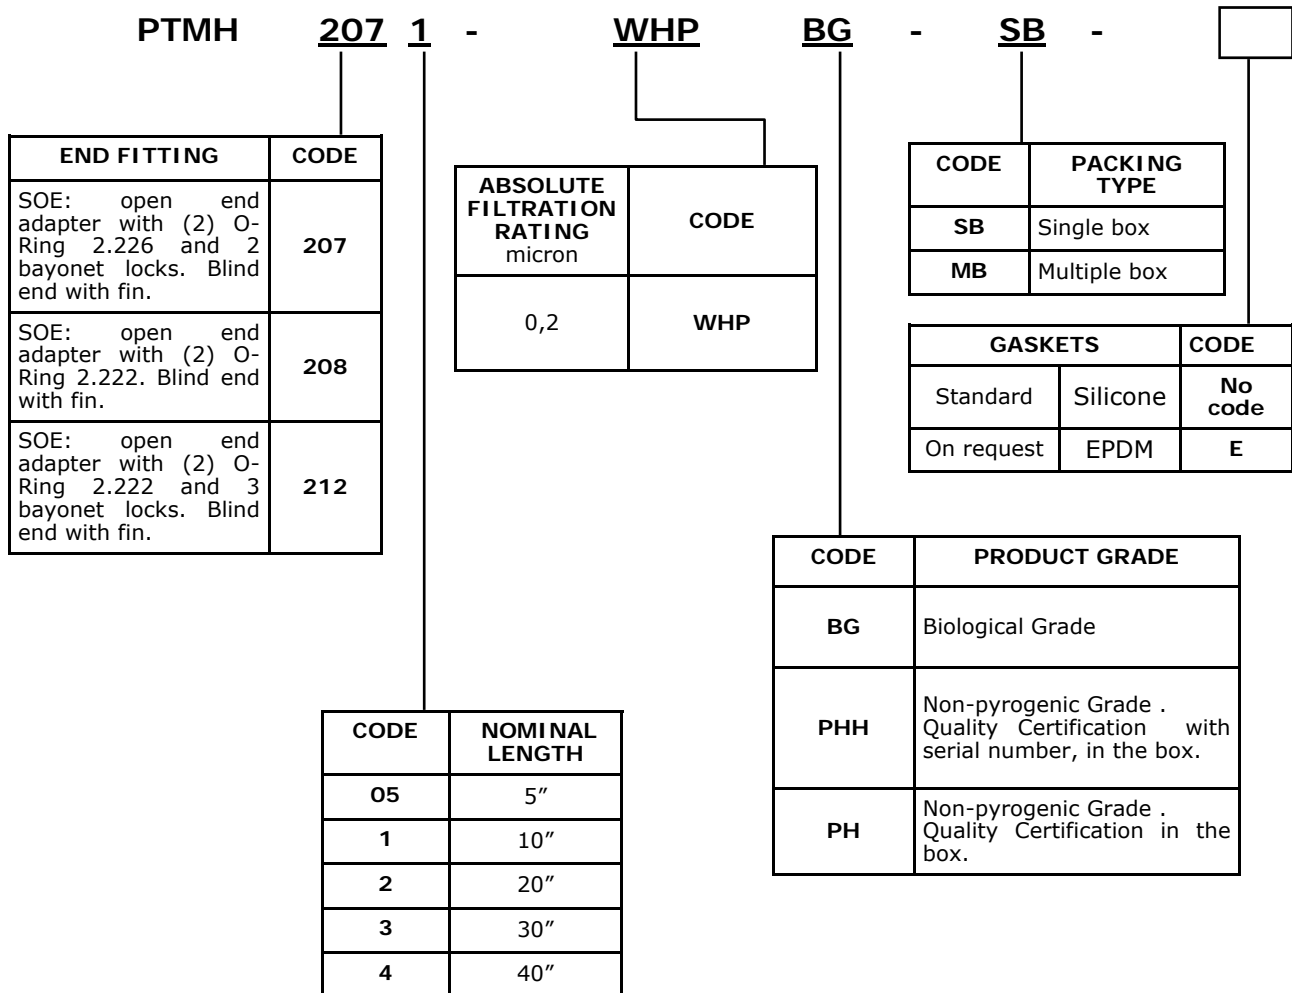 PTMH 207 1 - WHP BG - SB -
END FITTING CODE
SOE: open end
adapter with (2) O-
Ring 2.226 and 2
bayonet locks. Blind
end with fin.
207
SOE: open end
adapter with (2) O-
Ring 2.222. Blind end
with fin.
208
SOE: open end
adapter with (2) O-
Ring 2.222 and 3
bayonet locks. Blind
end with fin.
212
ABSOLUTE
FILTRATION
RATING
micron
CODE
0,2 WHP
CODE PACKING
TYPE
SB Single box
MB Multiple box
GASKETS CODE
Standard Silicone No
code
On request EPDM E
CODE PRODUCT GRADE
BG Biological Grade
PHH
Non-pyrogenic Grade .
Quality Certification with
serial number, in the box.
PH
Non-pyrogenic Grade .
Quality Certification in the
box.
CODE NOMINAL
LENGTH
05 5″
1 10″
2 20″
3 30″
4 40″